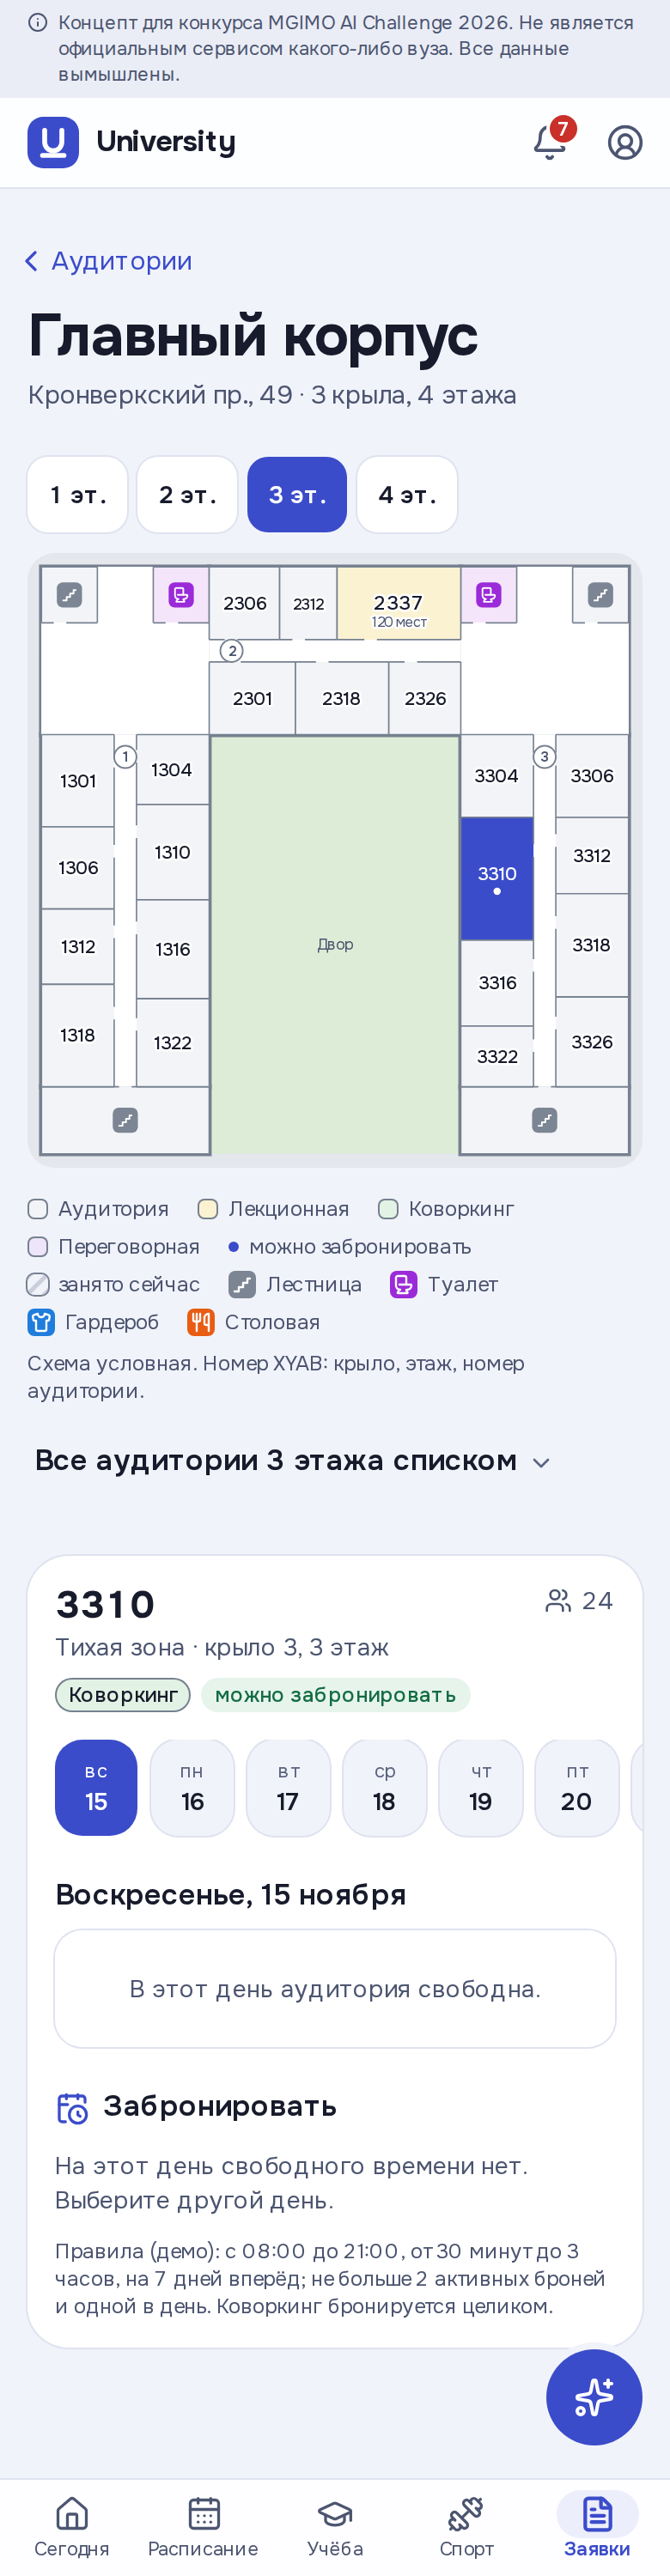 Концепт для конкурса MGIMO AI Challenge 2026. Не является
официальным сервисом какого-либо вуза. Все данные
вымышлены.
University
7
Аудитории
Главный корпус
Кронверкский пр., 49 · 3 крыла, 4 этажа
1 эт.
2 эт.
3 эт.
4 эт.
2306
2312
2337
120 мест
2
2301
2318
2326
1
3
1301
1304
3304
3306
1306
1310
3310
3312
1312
1316
Двор
3316
3318
1318
1322
3322
3326
Аудитория
Лекционная
Коворкинг
Переговорная
можно забронировать
занято сейчас
Лестница
Туалет
Гардероб
Столовая
Схема условная. Номер XYAB: крыло, этаж, номер
аудитории.
Все аудитории 3 этажа списком
3310
24
Тихая зона · крыло 3, 3 этаж
Коворкинг
можно забронировать
вс
15
пн
16
вт
17
ср
18
чт
19
пт
20
Воскресенье, 15 ноября
В этот день аудитория свободна.
Забронировать
На этот день свободного времени нет.
Выберите другой день.
Правила (демо): с 08:00 до 21:00, от 30 минут до 3
часов, на 7 дней вперёд; не больше 2 активных броней
и одной в день. Коворкинг бронируется целиком.
Сегодня
Расписание
Учёба
Спорт
Заявки